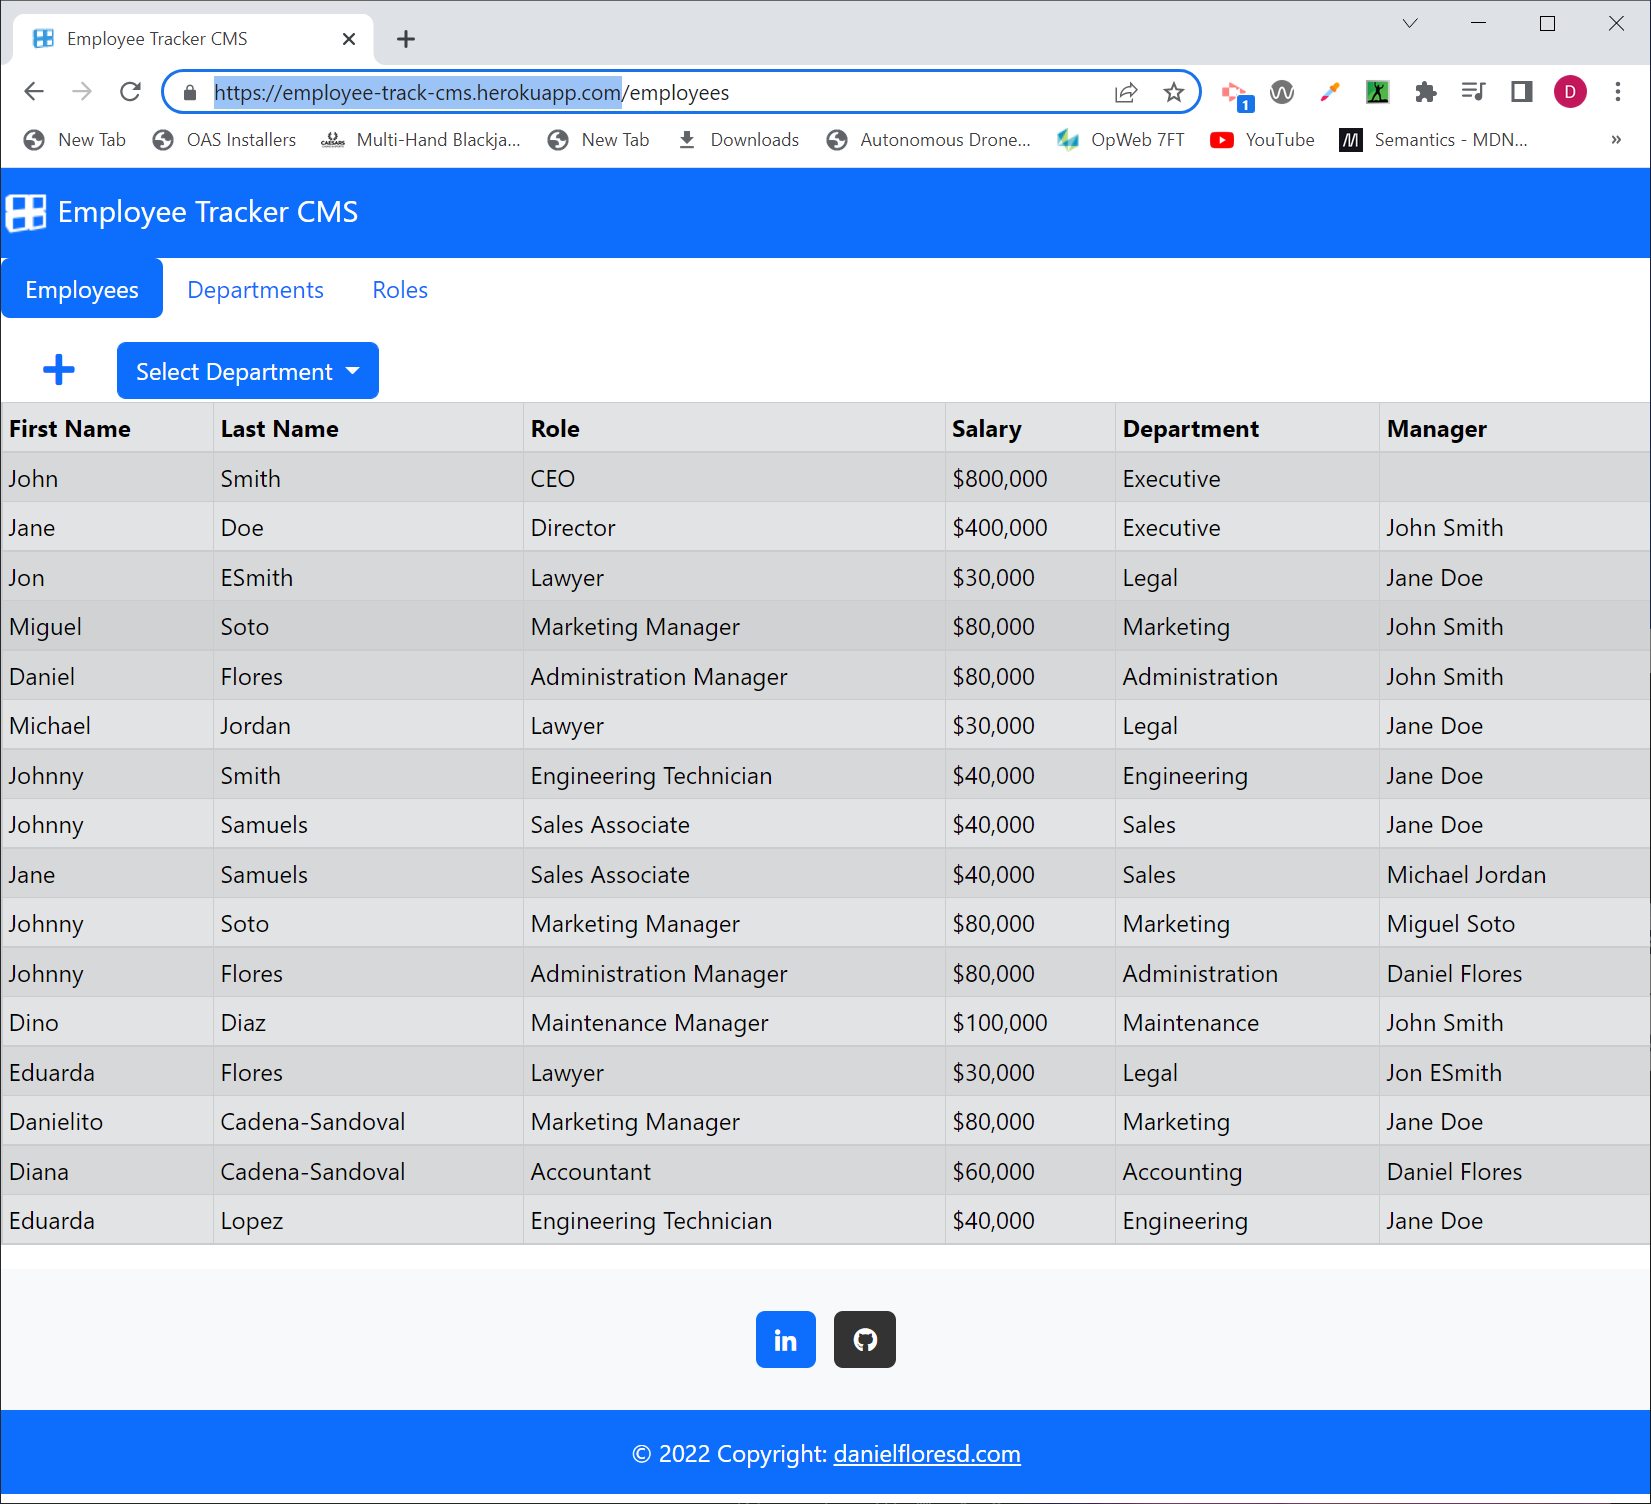 Employee Tracker CMS
https://employee-track-cms.herokuapp.com/employees
1
D
New Tab OAS Installers CAESARS Multi-Hand Blackja... New Tab Downloads Autonomous Drone... OpWeb 7FT YouTube Semantics - MDN... »
Employee Tracker CMS
Employees Departments Roles
Select Department
First Name Last Name Role Salary Department Manager
John Smith CEO $800,000 Executive
Jane Doe Director $400,000 Executive John Smith
Jon ESmith Lawyer $30,000 Legal Jane Doe
Miguel Soto Marketing Manager $80,000 Marketing John Smith
Daniel Flores Administration Manager $80,000 Administration John Smith
Michael Jordan Lawyer $30,000 Legal Jane Doe
Johnny Smith Engineering Technician $40,000 Engineering Jane Doe
Johnny Samuels Sales Associate $40,000 Sales Jane Doe
Jane Samuels Sales Associate $40,000 Sales Michael Jordan
Johnny Soto Marketing Manager $80,000 Marketing Miguel Soto
Johnny Flores Administration Manager $80,000 Administration Daniel Flores
Dino Diaz Maintenance Manager $100,000 Maintenance John Smith
Eduarda Flores Lawyer $30,000 Legal Jon ESmith
Danielito Cadena-Sandoval Marketing Manager $80,000 Marketing Jane Doe
Diana Cadena-Sandoval Accountant $60,000 Accounting Daniel Flores
Eduarda Lopez Engineering Technician $40,000 Engineering Jane Doe
in
© 2022 Copyright: danielfloresd.com